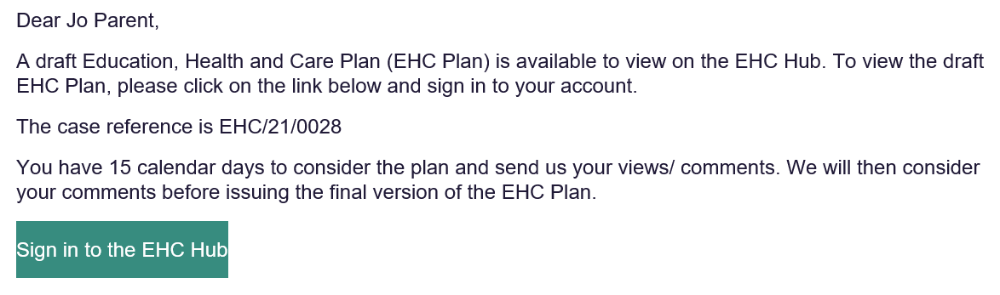 Dear Jo Parent,
A draft Education, Health and Care Plan (EHC Plan) is available to view on the EHC Hub. To view the draft
EHC Plan, please click on the link below and sign in to your account.
The case reference is EHC/21/0028
You have 15 calendar days to consider the plan and send us your views/ comments. We will then consider
your comments before issuing the final version of the EHC Plan.
Sign in to the EHC Hub